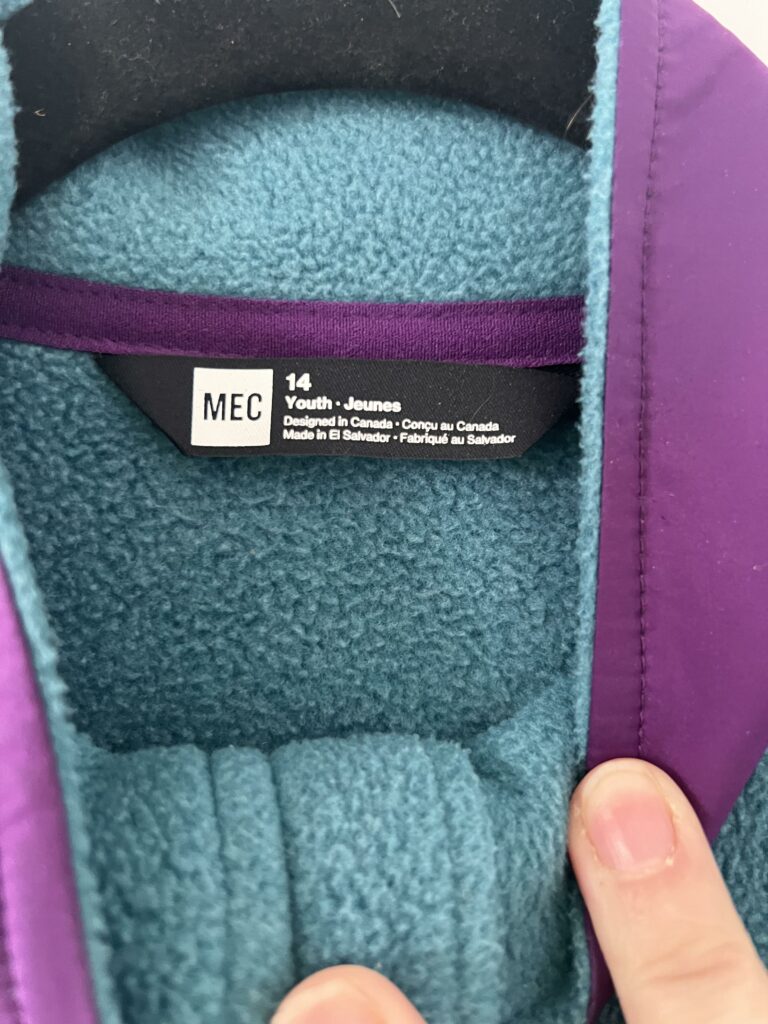 MEC
14
Youth · Jeunes
Designed in Canada · Conçu au Canada
Made in El Salvador · Fabriqué au Salvador